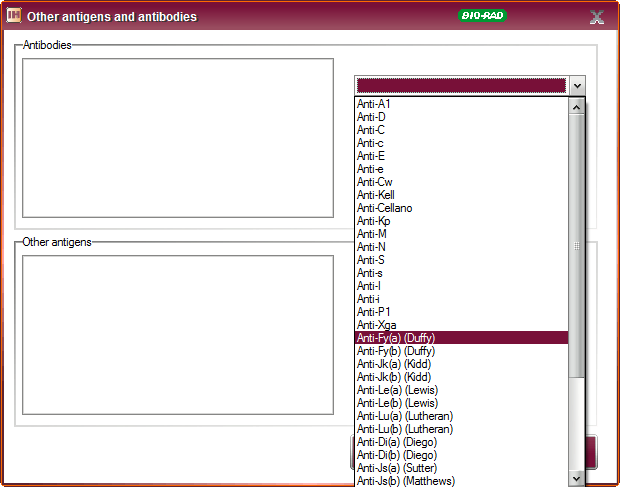 IH Other antigens and antibodies BIO-RAD X
Antibodies
Anti-A1
Anti-D
Anti-C
Anti-c
Anti-E
Anti-e
Anti-Cw
Anti-Kell
Anti-Cellano
Anti-Kp
Anti-M
Anti-N
Anti-S
Anti-s
Anti-I
Anti-i
Anti-P1
Anti-Xga
Anti-Fy(a) (Duffy)
Anti-Fy(b) (Duffy)
Anti-Jk(a) (Kidd)
Anti-Jk(b) (Kidd)
Anti-Le(a) (Lewis)
Anti-Le(b) (Lewis)
Anti-Lu(a) (Lutheran)
Anti-Lu(b) (Lutheran)
Anti-Di(a) (Diego)
Anti-Di(b) (Diego)
Anti-Js(a) (Sutter)
Anti-Js(b) (Matthews)
Other antigens